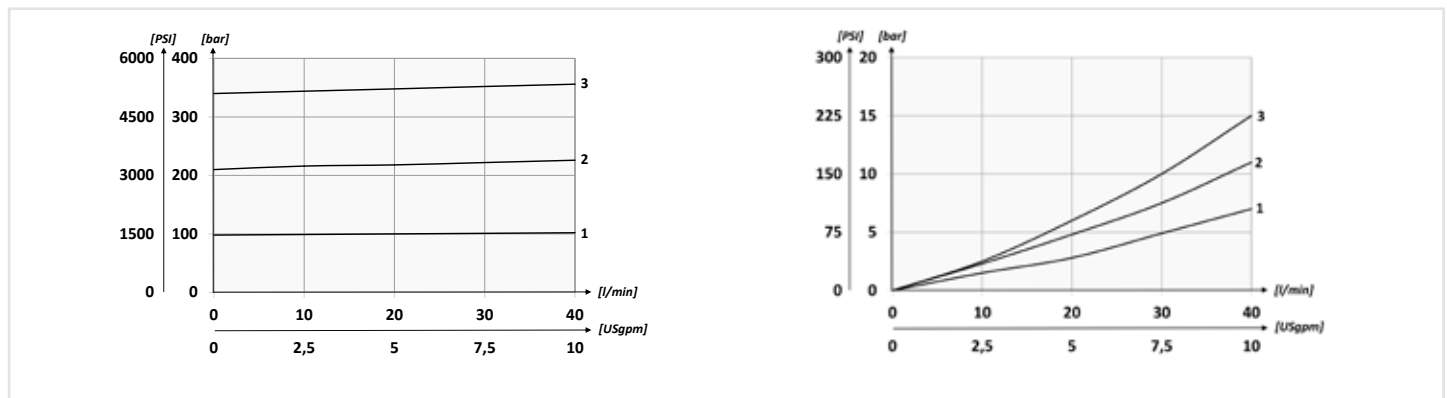 [PSI] [bar]
6000 400
3
4500 300
2
3000 200
1500 100 1
0 0 [l/min]
0 10 20 30 40
[USgpm]
0 2,5 5 7,5 10
[PSI] [bar]
300 20
225 15 3
150 10 2
1
75 5
0 0 [l/min]
0 10 20 30 40
[USgpm]
0 2,5 5 7,5 10